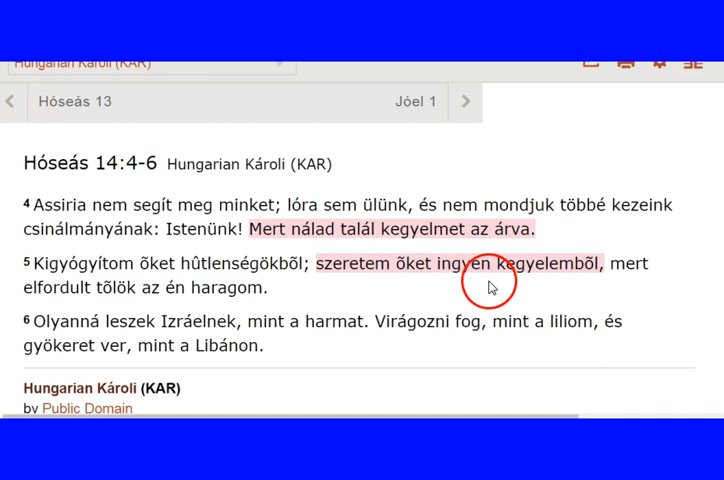 Hungarian Károli (KAR)
Hóseás 13
Jóel 1
Hóseás 14:4-6 Hungarian Károli (KAR)
4 Assiria nem segít meg minket; lóra sem ülünk, és nem mondjuk többé kezeink
csinálmányának: Istenünk! Mert nálad talál kegyelmet az árva.
5 Kigyógyítom õket hûtlenségökbõl; szeretem õket ingyen kegyelembõl, mert
elfordult tõlök az én haragom.
6 Olyanná leszek Izráelnek, mint a harmat. Virágozni fog, mint a liliom, és
gyökeret ver, mint a Libánon.
Hungarian Károli (KAR)
by Public Domain